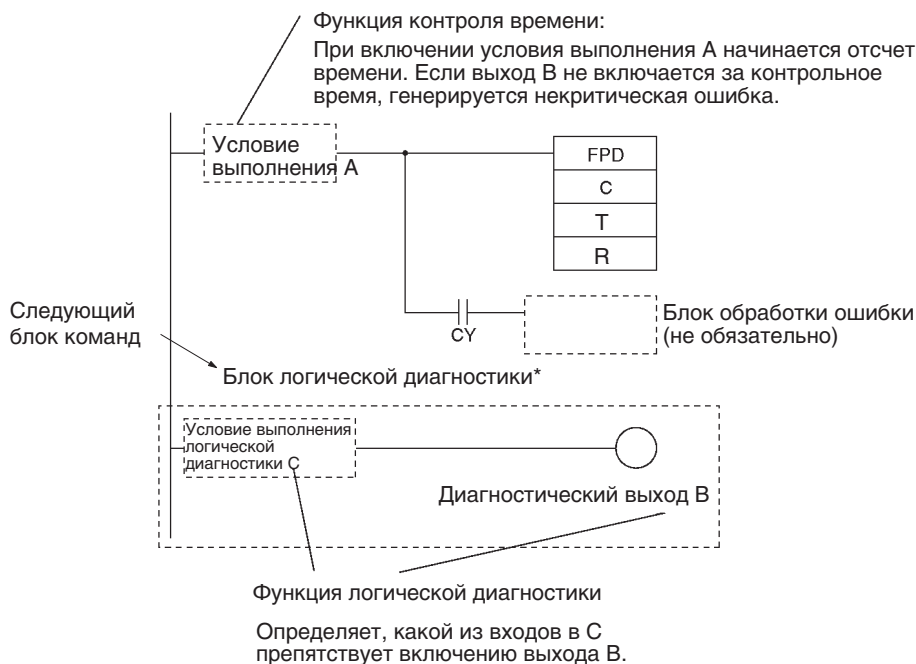 Функция контроля времени:
При включении условия выполнения А начинается отсчет
времени. Если выход В не включается за контрольное
время, генерируется некритическая ошибка.
Условие
выполнения А
FPD
C
T
R
Следующий
блок команд
CY
Блок обработки ошибки
(не обязательно)
Блок логической диагностики*
Условие выполнения
логической
диагностики С
Диагностический выход В
Функция логической диагностики
Определяет, какой из входов в С
препятствует включению выхода В.